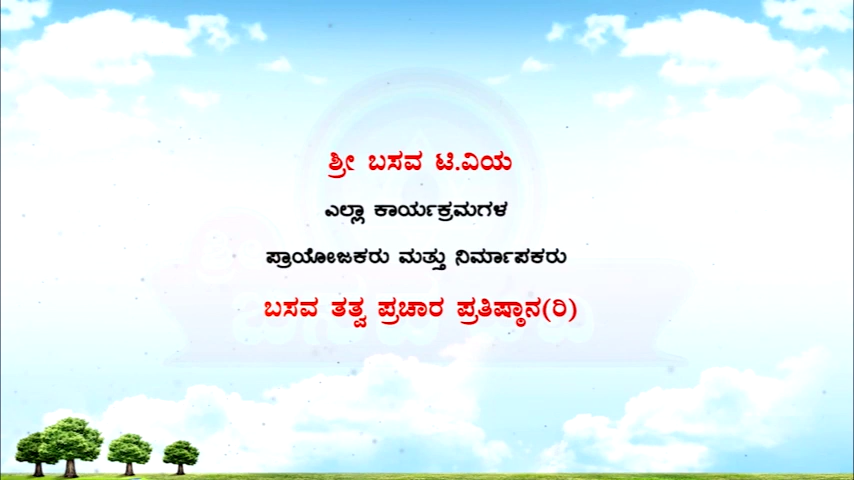 ಶ್ರೀ ಬಸವ ಟಿ.ವಿಯ
ಎಲ್ಲಾ ಕಾರ್ಯಕ್ರಮಗಳ
ಪ್ರಾಯೋಜಕರು ಮತ್ತು ನಿರ್ಮಾಪಕರು
ಬಸವ ತತ್ವ ಪ್ರಚಾರ ಪ್ರತಿಷ್ಠಾನ(ರಿ)